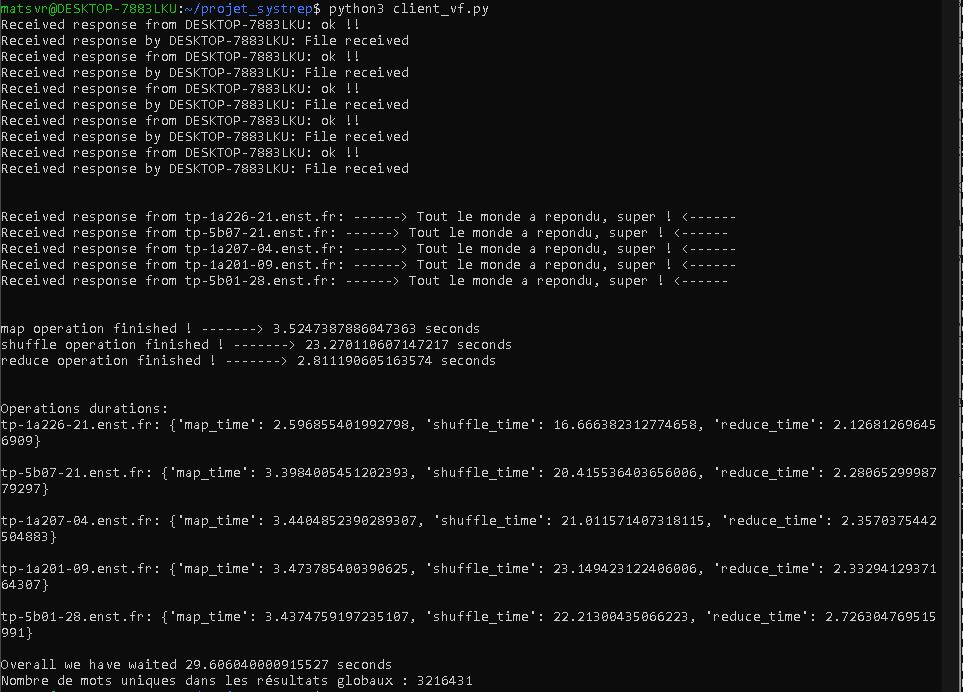 matsvr@DESKTOP-7883LKU:~/projet_systrep$ python3 client_vf.py
Received response from DESKTOP-7883LKU: ok !!
Received response by DESKTOP-7883LKU: File received
Received response from DESKTOP-7883LKU: ok !!
Received response by DESKTOP-7883LKU: File received
Received response from DESKTOP-7883LKU: ok !!
Received response by DESKTOP-7883LKU: File received
Received response from DESKTOP-7883LKU: ok !!
Received response by DESKTOP-7883LKU: File received
Received response from DESKTOP-7883LKU: ok !!
Received response by DESKTOP-7883LKU: File received
Received response from tp-1a226-21.enst.fr: ------> Tout le monde a repondu, super ! <------
Received response from tp-5b07-21.enst.fr: ------> Tout le monde a repondu, super ! <------
Received response from tp-1a207-04.enst.fr: ------> Tout le monde a repondu, super ! <------
Received response from tp-1a201-09.enst.fr: ------> Tout le monde a repondu, super ! <------
Received response from tp-5b01-28.enst.fr: ------> Tout le monde a repondu, super ! <------
map operation finished ! -------> 3.5247387886047363 seconds
shuffle operation finished ! -------> 23.270110607147217 seconds
reduce operation finished ! -------> 2.811190605163574 seconds
Operations durations:
tp-1a226-21.enst.fr: {'map_time': 2.596855401992798, 'shuffle_time': 16.666382312774658, 'reduce_time': 2.12681269645
6909}
tp-5b07-21.enst.fr: {'map_time': 3.3984005451202393, 'shuffle_time': 20.415536403656006, 'reduce_time': 2.28065299987
79297}
tp-1a207-04.enst.fr: {'map_time': 3.4404852390289307, 'shuffle_time': 21.011571407318115, 'reduce_time': 2.3570375442
504883}
tp-1a201-09.enst.fr: {'map_time': 3.473785400390625, 'shuffle_time': 23.149423122406006, 'reduce_time': 2.33294129371
64307}
tp-5b01-28.enst.fr: {'map_time': 3.4374759197235107, 'shuffle_time': 22.21300435066223, 'reduce_time': 2.726304769515
991}
Overall we have waited 29.606040000915527 seconds
Nombre de mots uniques dans les résultats globaux : 3216431